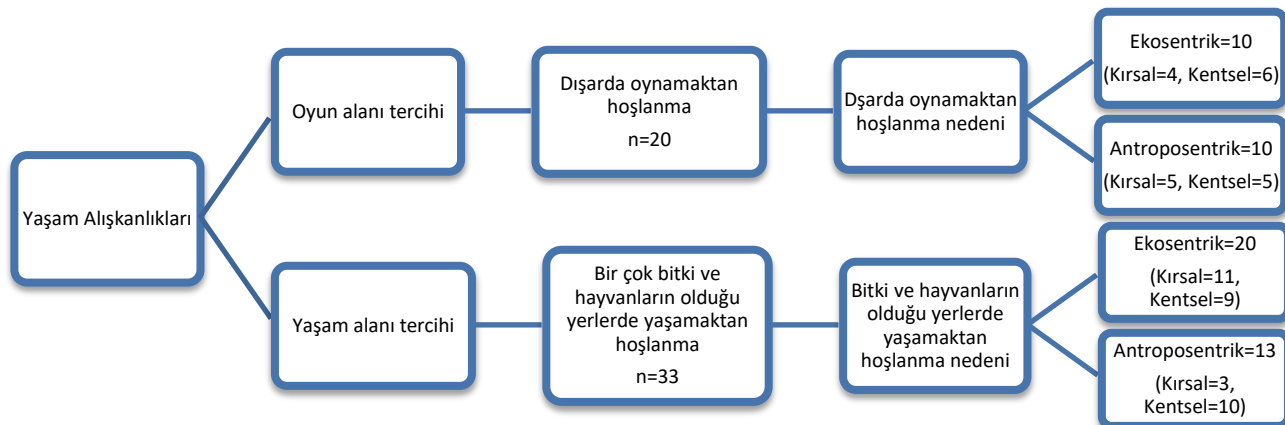 Yaşam Alışkanlıkları
Oyun alanı tercihi
Dışarda oynamaktan
hoşlanma
n=20
Dşarda oynamaktan
hoşlanma nedeni
Ekosentrik=10
(Kırsal=4, Kentsel=6)
Antroposentrik=10
(Kırsal=5, Kentsel=5)
Yaşam alanı tercihi
Bir çok bitki ve
hayvanların olduğu
yerlerde yaşamaktan
hoşlanma
n=33
Bitki ve hayvanların
olduğu yerlerde
yaşamaktan
hoşlanma nedeni
Ekosentrik=20
(Kırsal=11,
Kentsel=9)
Antroposentrik=13
(Kırsal=3,
Kentsel=10)